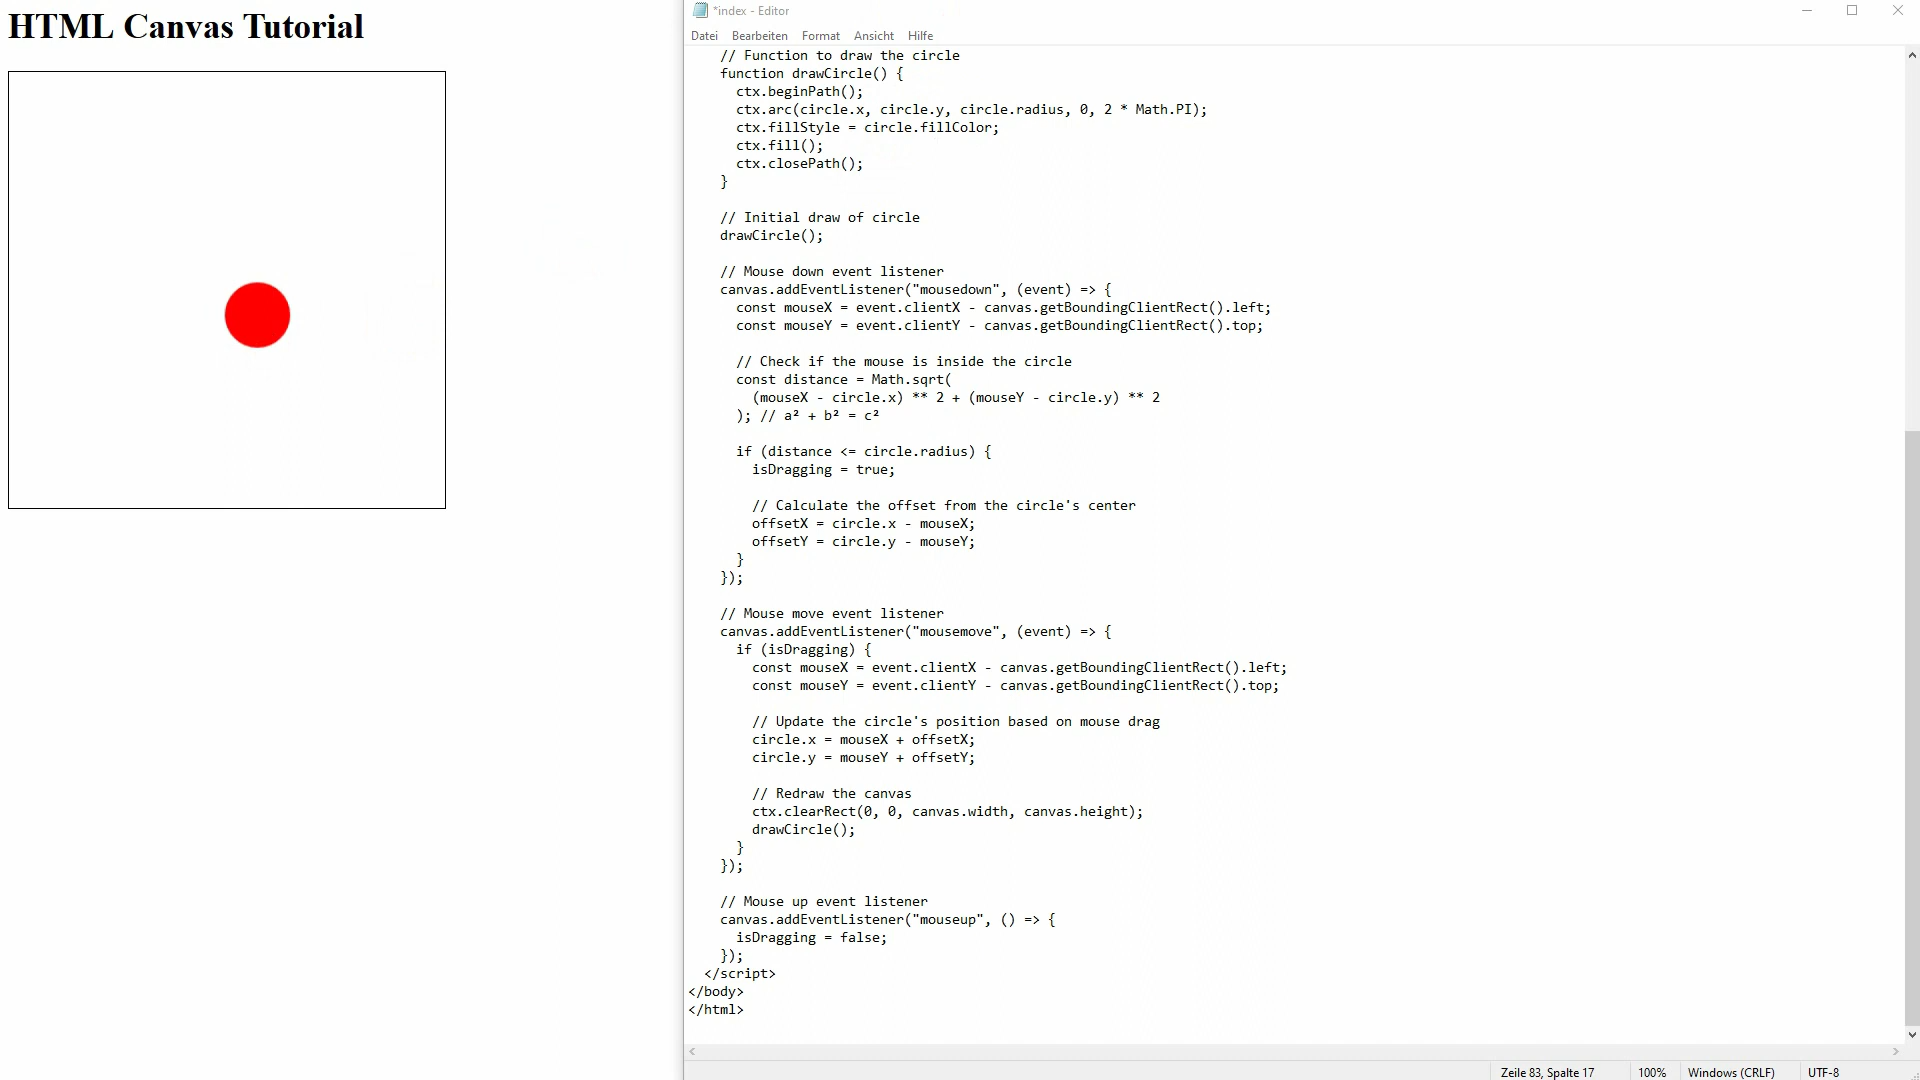 HTML Canvas Tutorial
*index - Editor
Datei Bearbeiten Format Ansicht Hilfe
// Function to draw the circle
function drawCircle() {
ctx.beginPath();
ctx.arc(circle.x, circle.y, circle.radius, 0, 2 * Math.PI);
ctx.fillStyle = circle.fillColor;
ctx.fill();
ctx.closePath();
}
// Initial draw of circle
drawCircle();
// Mouse down event listener
canvas.addEventListener("mousedown", (event) => {
const mouseX = event.clientX - canvas.getBoundingClientRect().left;
const mouseY = event.clientY - canvas.getBoundingClientRect().top;
// Check if the mouse is inside the circle
const distance = Math.sqrt(
(mouseX - circle.x) ** 2 + (mouseY - circle.y) ** 2
); // a² + b² = c²
if (distance <= circle.radius) {
isDragging = true;
// Calculate the offset from the circle's center
offsetX = circle.x - mouseX;
offsetY = circle.y - mouseY;
}
});
// Mouse move event listener
canvas.addEventListener("mousemove", (event) => {
if (isDragging) {
const mouseX = event.clientX - canvas.getBoundingClientRect().left;
const mouseY = event.clientY - canvas.getBoundingClientRect().top;
// Update the circle's position based on mouse drag
circle.x = mouseX + offsetX;
circle.y = mouseY + offsetY;
// Redraw the canvas
ctx.clearRect(0, 0, canvas.width, canvas.height);
drawCircle();
}
});
// Mouse up event listener
canvas.addEventListener("mouseup", () => {
isDragging = false;
});
</script>
</body>
</html>
Zeile 83, Spalte 17 100% Windows (CRLF) UTF-8